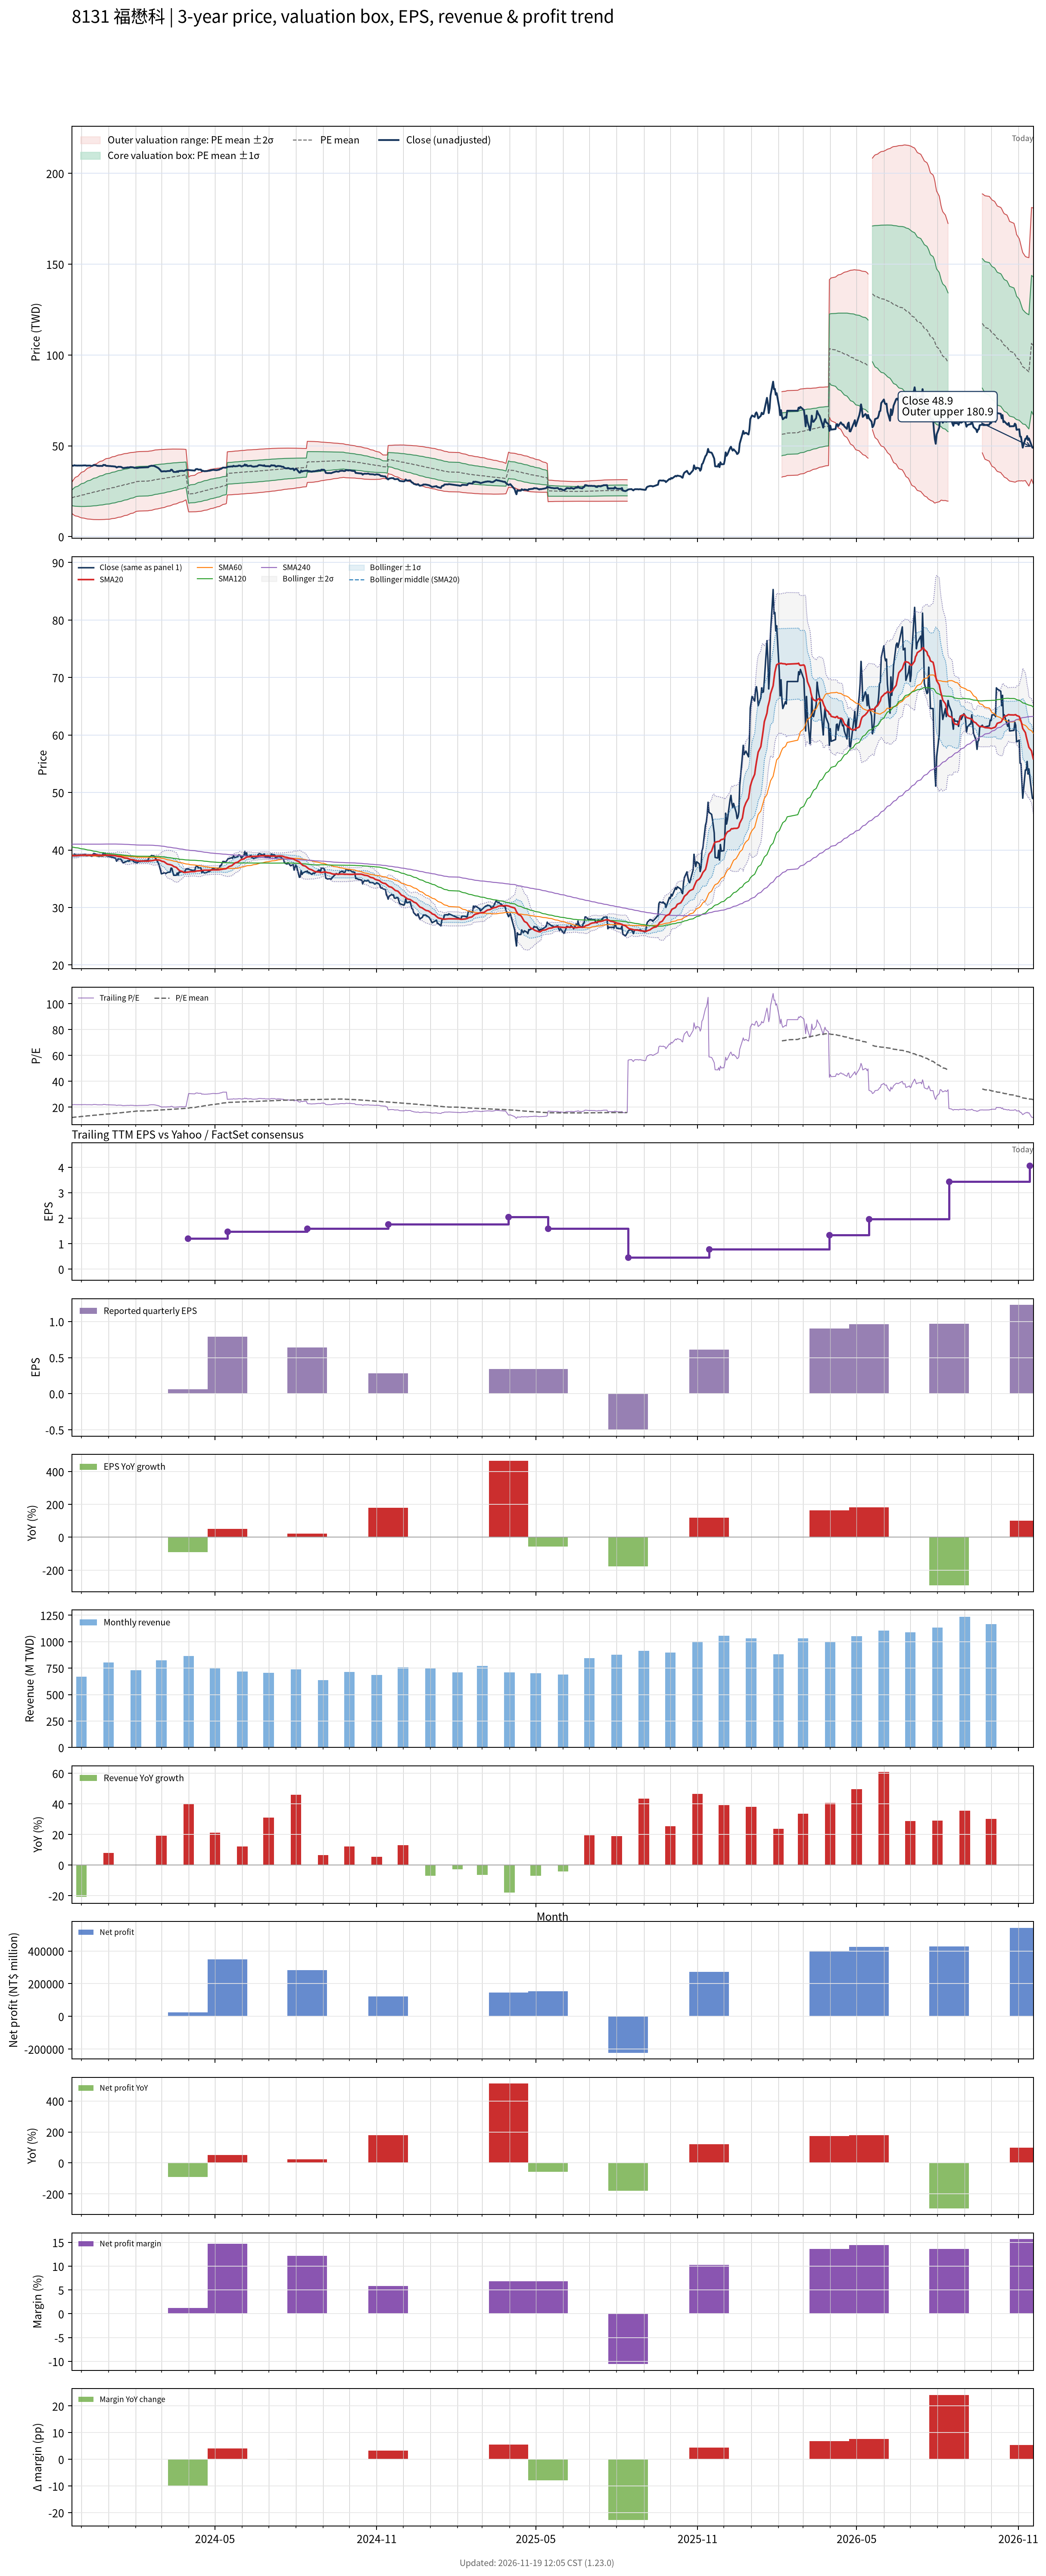 8131 福懋科 | 3-year price, valuation box, EPS, revenue & profit trend
Outer valuation range: PE mean ±2σ
PE mean
Close (unadjusted)
Core valuation box: PE mean ±1σ
Today
200
150
100
50
0
Price (TWD)
Close 48.9
Outer upper 180.9
Close (same as panel 1)
SMA60
SMA240
Bollinger ±1σ
SMA20
SMA120
Bollinger ±2σ
Bollinger middle (SMA20)
90
80
70
60
50
40
30
20
Price
Trailing P/E
P/E mean
100
80
60
40
20
P/E
Trailing TTM EPS vs Yahoo / FactSet consensus
Today
4
3
2
1
0
EPS
Reported quarterly EPS
1.0
0.5
0.0
-0.5
EPS
EPS YoY growth
400
200
0
-200
YoY (%)
Monthly revenue
1250
1000
750
500
250
0
Revenue (M TWD)
Revenue YoY growth
60
40
20
0
-20
YoY (%)
Month
Net profit
400000
200000
0
-200000
Net profit (NT$ million)
Net profit YoY
400
200
0
-200
YoY (%)
Net profit margin
15
10
5
0
-5
-10
Margin (%)
Margin YoY change
20
10
0
-10
-20
Δ margin (pp)
2024-05
2024-11
2025-05
2025-11
2026-05
2026-11
Updated: 2026-11-19 12:05 CST (1.23.0)